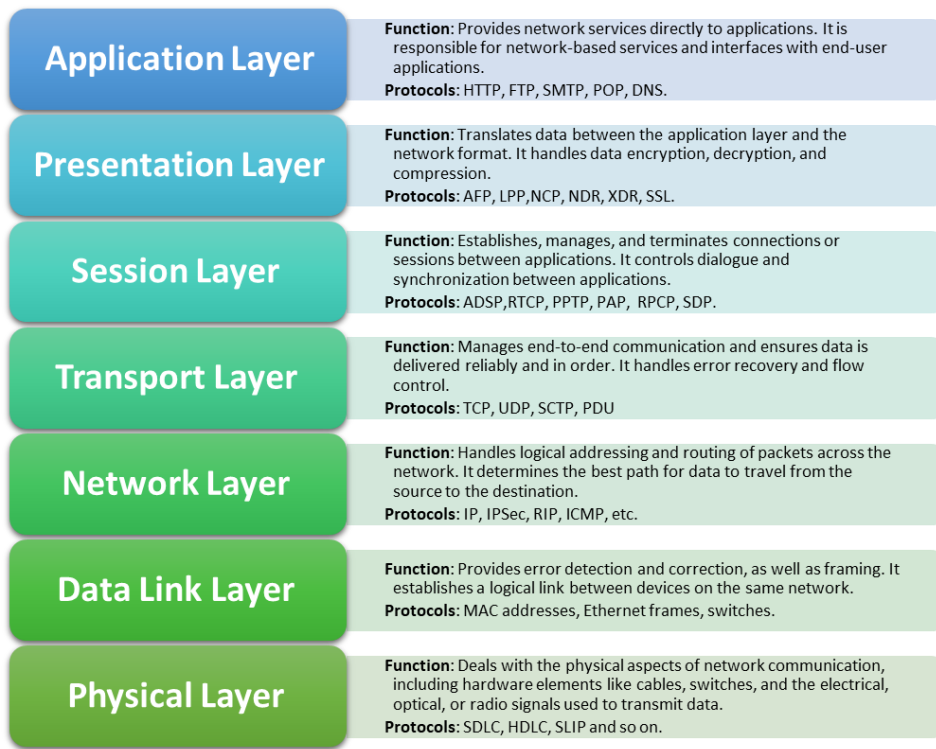 Application Layer
Function: Provides network services directly to applications. It is
responsible for network-based services and interfaces with end-user
applications.
Protocols: HTTP, FTP, SMTP, POP, DNS.
Presentation Layer
Function: Translates data between the application layer and the
network format. It handles data encryption, decryption, and
compression.
Protocols: AFP, LPP,NCP, NDR, XDR, SSL.
Session Layer
Function: Establishes, manages, and terminates connections or
sessions between applications. It controls dialogue and
synchronization between applications.
Protocols: ADSP,RTCP, PPTP, PAP, RPCP, SDP.
Transport Layer
Function: Manages end-to-end communication and ensures data is
delivered reliably and in order. It handles error recovery and flow
control.
Protocols: TCP, UDP, SCTP, PDU
Network Layer
Function: Handles logical addressing and routing of packets across the
network. It determines the best path for data to travel from the
source to the destination.
Protocols: IP, IPSec, RIP, ICMP, etc.
Data Link Layer
Function: Provides error detection and correction, as well as framing. It
establishes a logical link between devices on the same network.
Protocols: MAC addresses, Ethernet frames, switches.
Physical Layer
Function: Deals with the physical aspects of network communication,
including hardware elements like cables, switches, and the electrical,
optical, or radio signals used to transmit data.
Protocols: SDLC, HDLC, SLIP and so on.